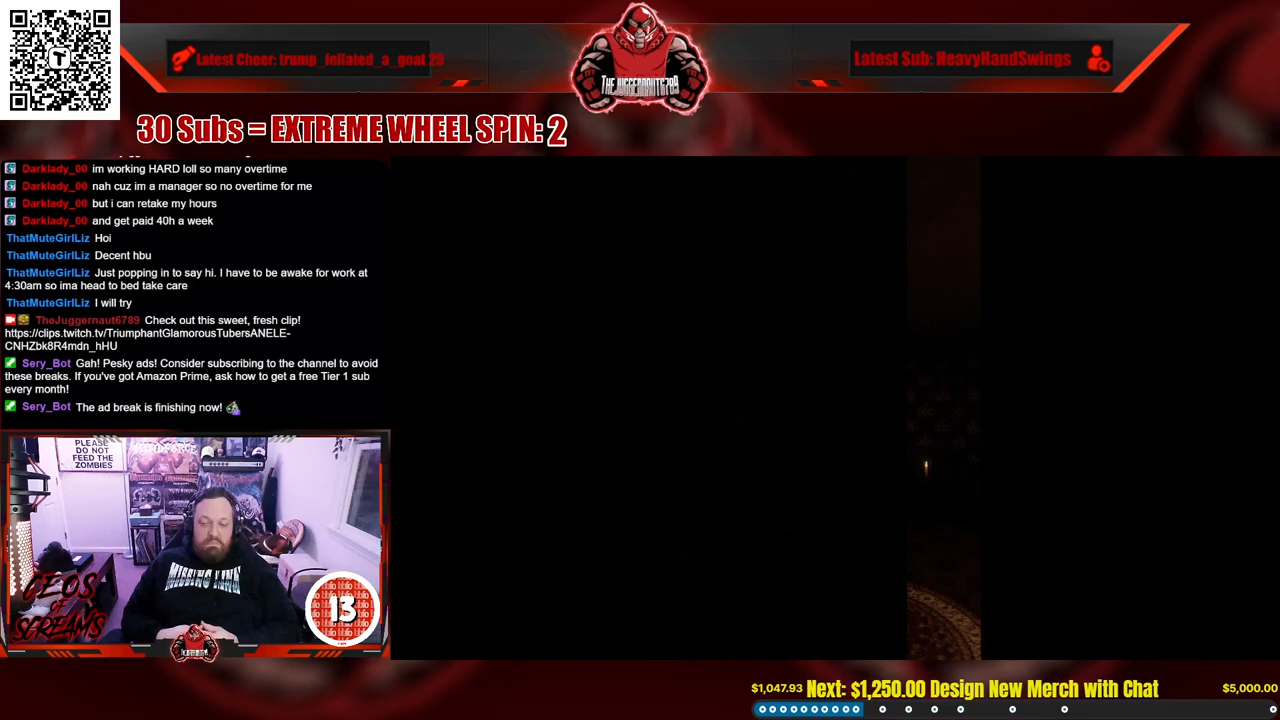 Latest Cheer: trump_fellated_a_goat 25
THEJUGGERNAUT6789
Latest Sub: HeavyHandSwings
30 Subs = EXTREME WHEEL SPIN: 2
Darklady_00 im working HARD loll so many overtime
Darklady_00 nah cuz im a manager so no overtime for me
Darklady_00 but i can retake my hours
Darklady_00 and get paid 40h a week
ThatMuteGirlLiz Hoi
ThatMuteGirlLiz Decent hbu
ThatMuteGirlLiz Just popping in to say hi. I have to be awake for work at
4:30am so ima head to bed take care
ThatMuteGirlLiz I will try
TheJuggernaut6789 Check out this sweet, fresh clip!
https://clips.twitch.tv/TriumphantGlamorousTubersANELE-
CNHZbk8R4mdn_hHU
Sery_Bot Gah! Pesky ads! Consider subscribing to the channel to avoid
these breaks. If you've got Amazon Prime, ask how to get a free Tier 1 sub
every month!
Sery_Bot The ad break is finishing now!
PLEASE
DO NOT
FEED THE
ZOMBIES
MISSING LINK
CEOS
OF
SCREAMS
13
$1,047.93 Next: $1,250.00 Design New Merch with Chat $5,000.00